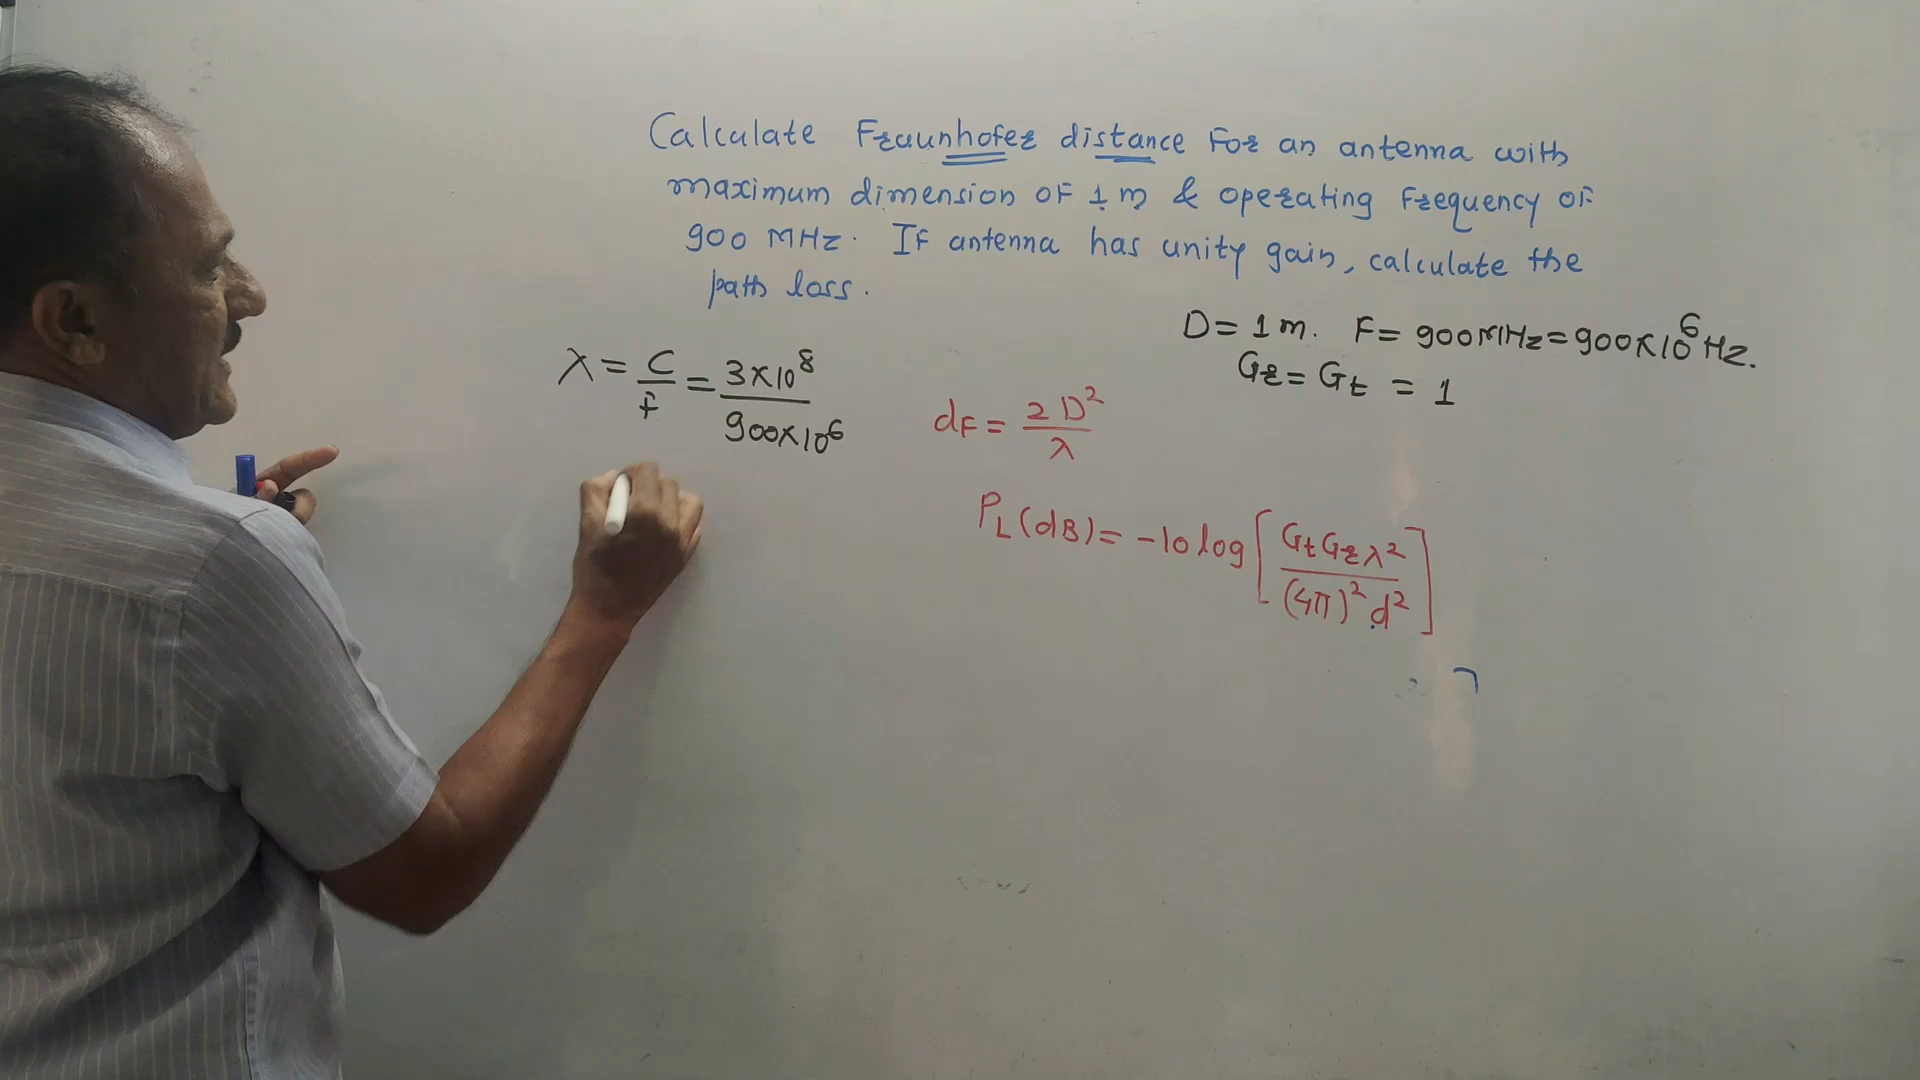 Calculate Fraunhofer distance For an antenna with
maximum dimension OF 1 m & operating Frequency OF
900 MHz. IF antenna has unity gain, calculate the
path loss.
D = 1 m. F = 900 MHz = 900 × 10⁶ Hz.
Gr = Gt = 1
λ = C/f = 3×10⁸/900×10⁶
dF = 2D²/λ
PL(dB) = -10 log [GtGrλ²/(4π)²d²]